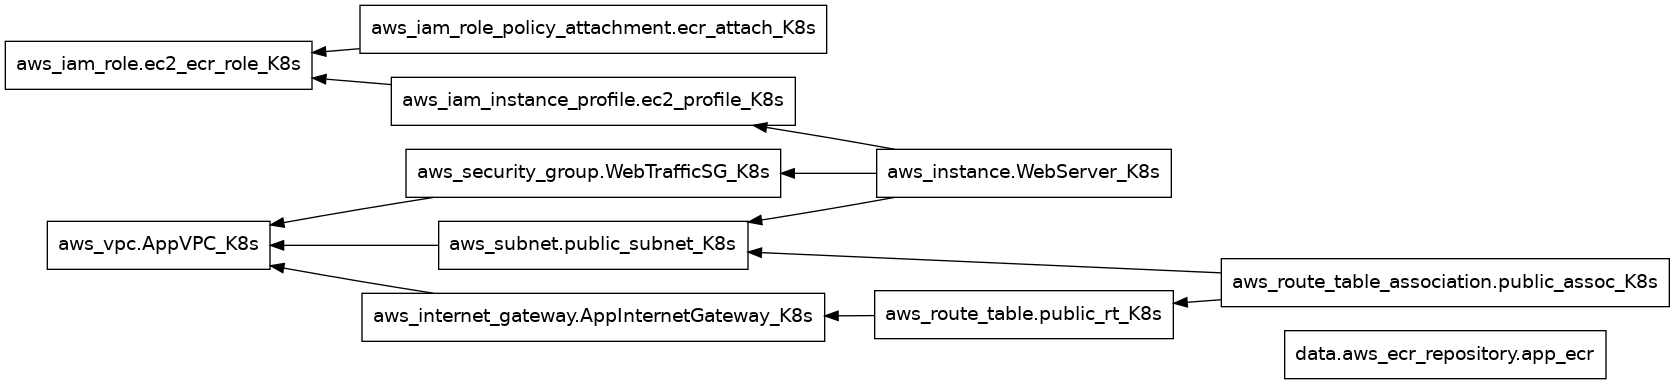 aws_iam_role_policy_attachment.ecr_attach_K8s
aws_iam_role.ec2_ecr_role_K8s
aws_iam_instance_profile.ec2_profile_K8s
aws_security_group.WebTrafficSG_K8s
aws_instance.WebServer_K8s
aws_vpc.AppVPC_K8s
aws_subnet.public_subnet_K8s
aws_route_table_association.public_assoc_K8s
aws_internet_gateway.AppInternetGateway_K8s
aws_route_table.public_rt_K8s
data.aws_ecr_repository.app_ecr